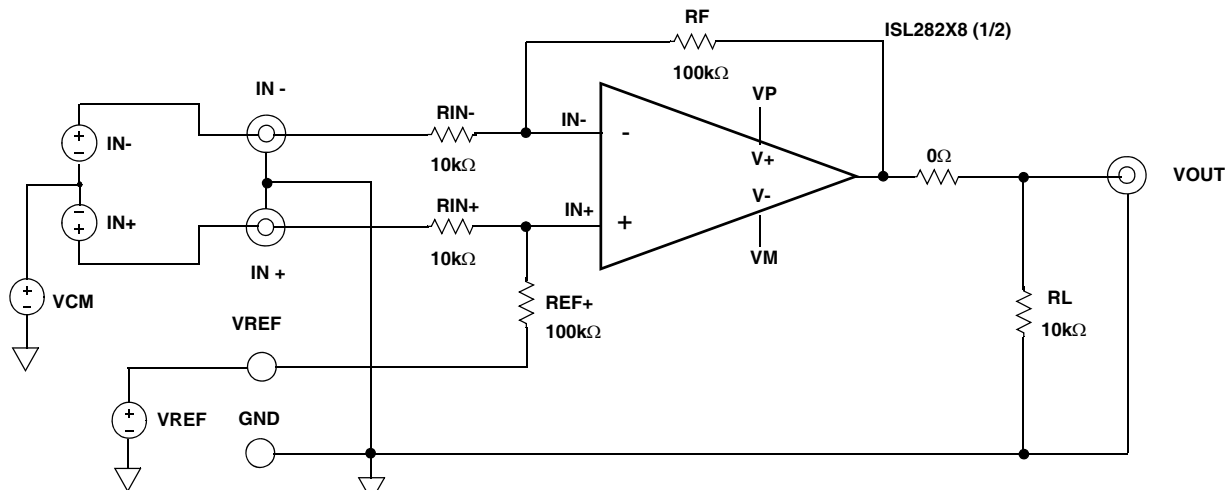 RF
ISL282X8 (1/2)
100kΩ
IN -
VP
IN-
RIN-
IN-
-
10kΩ
V+
0Ω
VOUT
IN+
RIN+
IN+
+
V-
10kΩ
VM
IN +
VCM
REF+
100kΩ
RL
10kΩ
VREF
VREF
GND